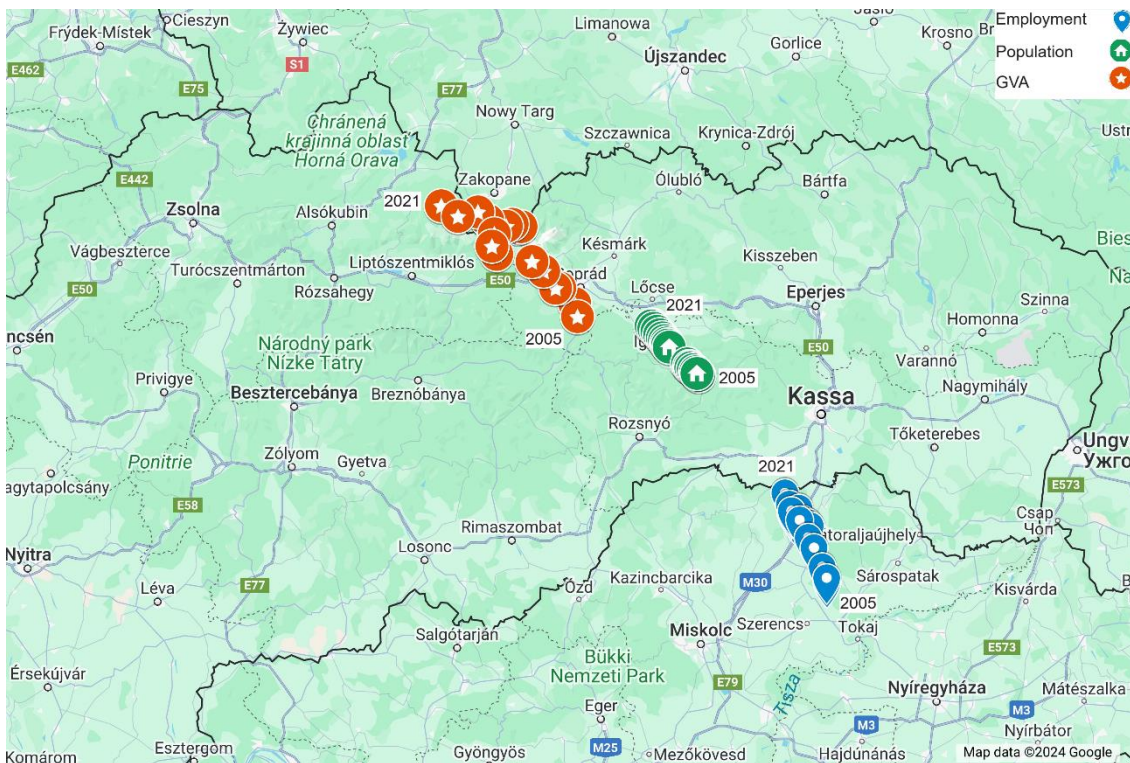 Cieszyn
Frýdek-Místek
Żywiec
Limanowa
Jasło
Krosno
Gorlice
Újszandec
Employment
Population
GVA
E462
S1
E75
E77
Nowy Targ
Chránená
krajinná oblasť
Horná Orava
Szczawnica
Krynica-Zdrój
E442
Zsolna
Alsókubin
2021
Zakopane
Ólubló
Bártfa
Késmárk
Kisszeben
Vágbeszterce
Turócszentmárton
Liptószentmiklós
E50
Rózsahegy
E50
Lőcse
2021
Eperjes
Szinna
Homonna
2005
E50
Národný park
Nízke Tatry
Varannó
2005
Privigye
Besztercebánya
Breznóbánya
Kassa
Nagymihály
Rozsnyó
Tőketerebes
Zólyom
Gyetva
Ponitrie
2021
E573
Ужго
E58
Rimaszombat
Csap
Чоп
Nyitra
Losonc
Sárospatak
Léva
E77
Ózd
Kazincbarcika
M30
Kisvárda
2005
Salgótarján
Miskolc
Szerencs
Tokaj
E573
Bükki
Nemzeti Park
Érsekújvár
E79
Tisza
Nyíregyháza
Mátészalka
Eger
M3
M3
Nyírbátor
Komárom
Esztergom
Gyöngyös
M25
Mezőkövesd
Hajdúnánás
Map data ©2024 Google